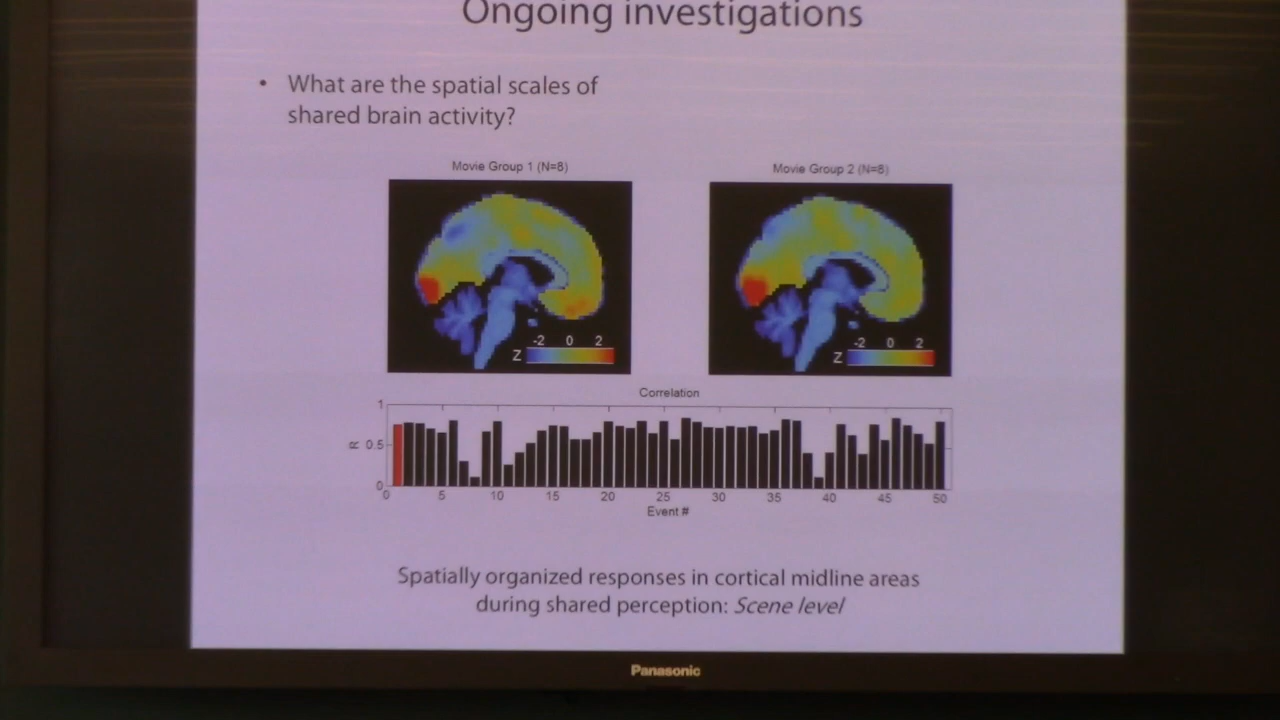 Ongoing investigations
• What are the spatial scales of
shared brain activity?
Movie Group 1 (N=8)
Movie Group 2 (N=8)
-2 0 2
Z
-2 0 2
Z
Correlation
1
R 0.5
0
0 5 10 15 20 25 30 35 40 45 50
Event #
Spatially organized responses in cortical midline areas
during shared perception: Scene level
Panasonic